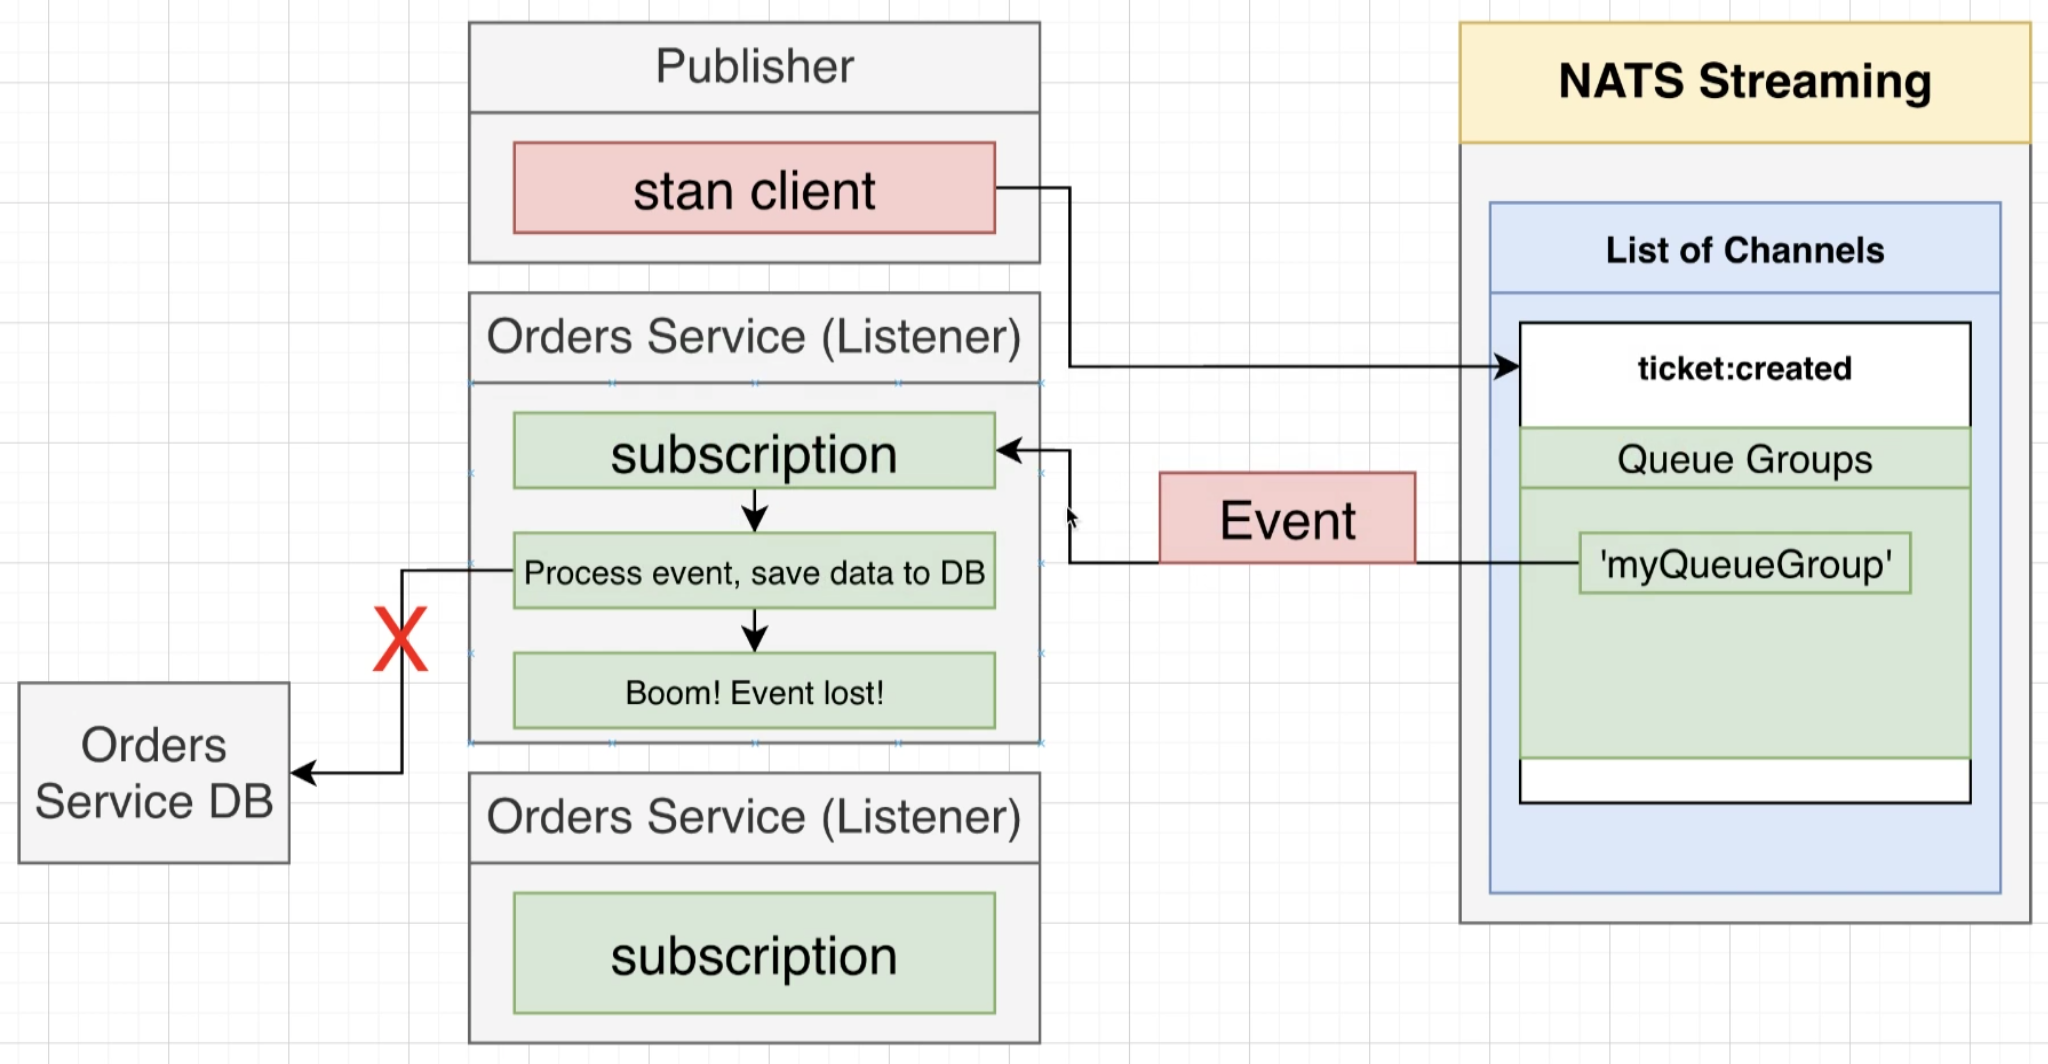 Publisher
stan client
Orders Service (Listener)
subscription
Process event, save data to DB
Boom! Event lost!
Orders Service (Listener)
subscription
Orders
Service DB
X
Event
NATS Streaming
List of Channels
ticket:created
Queue Groups
'myQueueGroup'